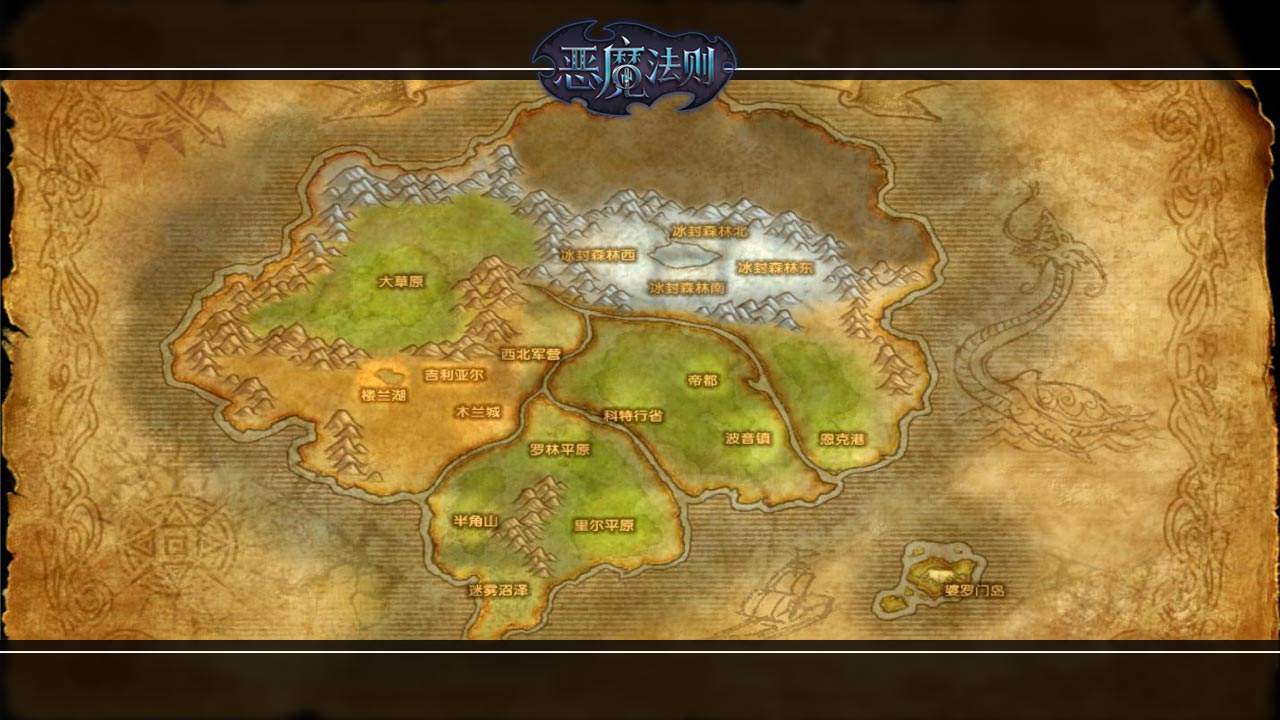 恶魔法则
冰封森林北
冰封森林西
冰封森林东
大草原
冰封森林南
西北军营
吉利亚尔
帝都
楼兰湖
木兰城
科特行省
波音镇
恩克港
罗林平原
半角山
里尔平原
迷雾沼泽
婆罗门岛